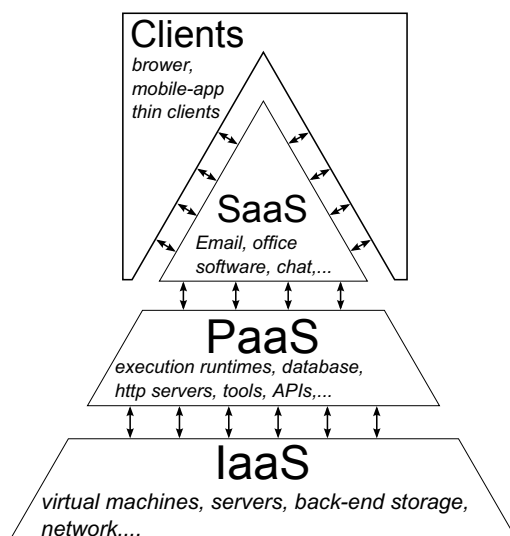 Clients
brower,
mobile-app
thin clients
SaaS
Email, office
software, chat,...
PaaS
execution runtimes, database,
http servers, tools, APIs,...
IaaS
virtual machines, servers, back-end storage,
network,...